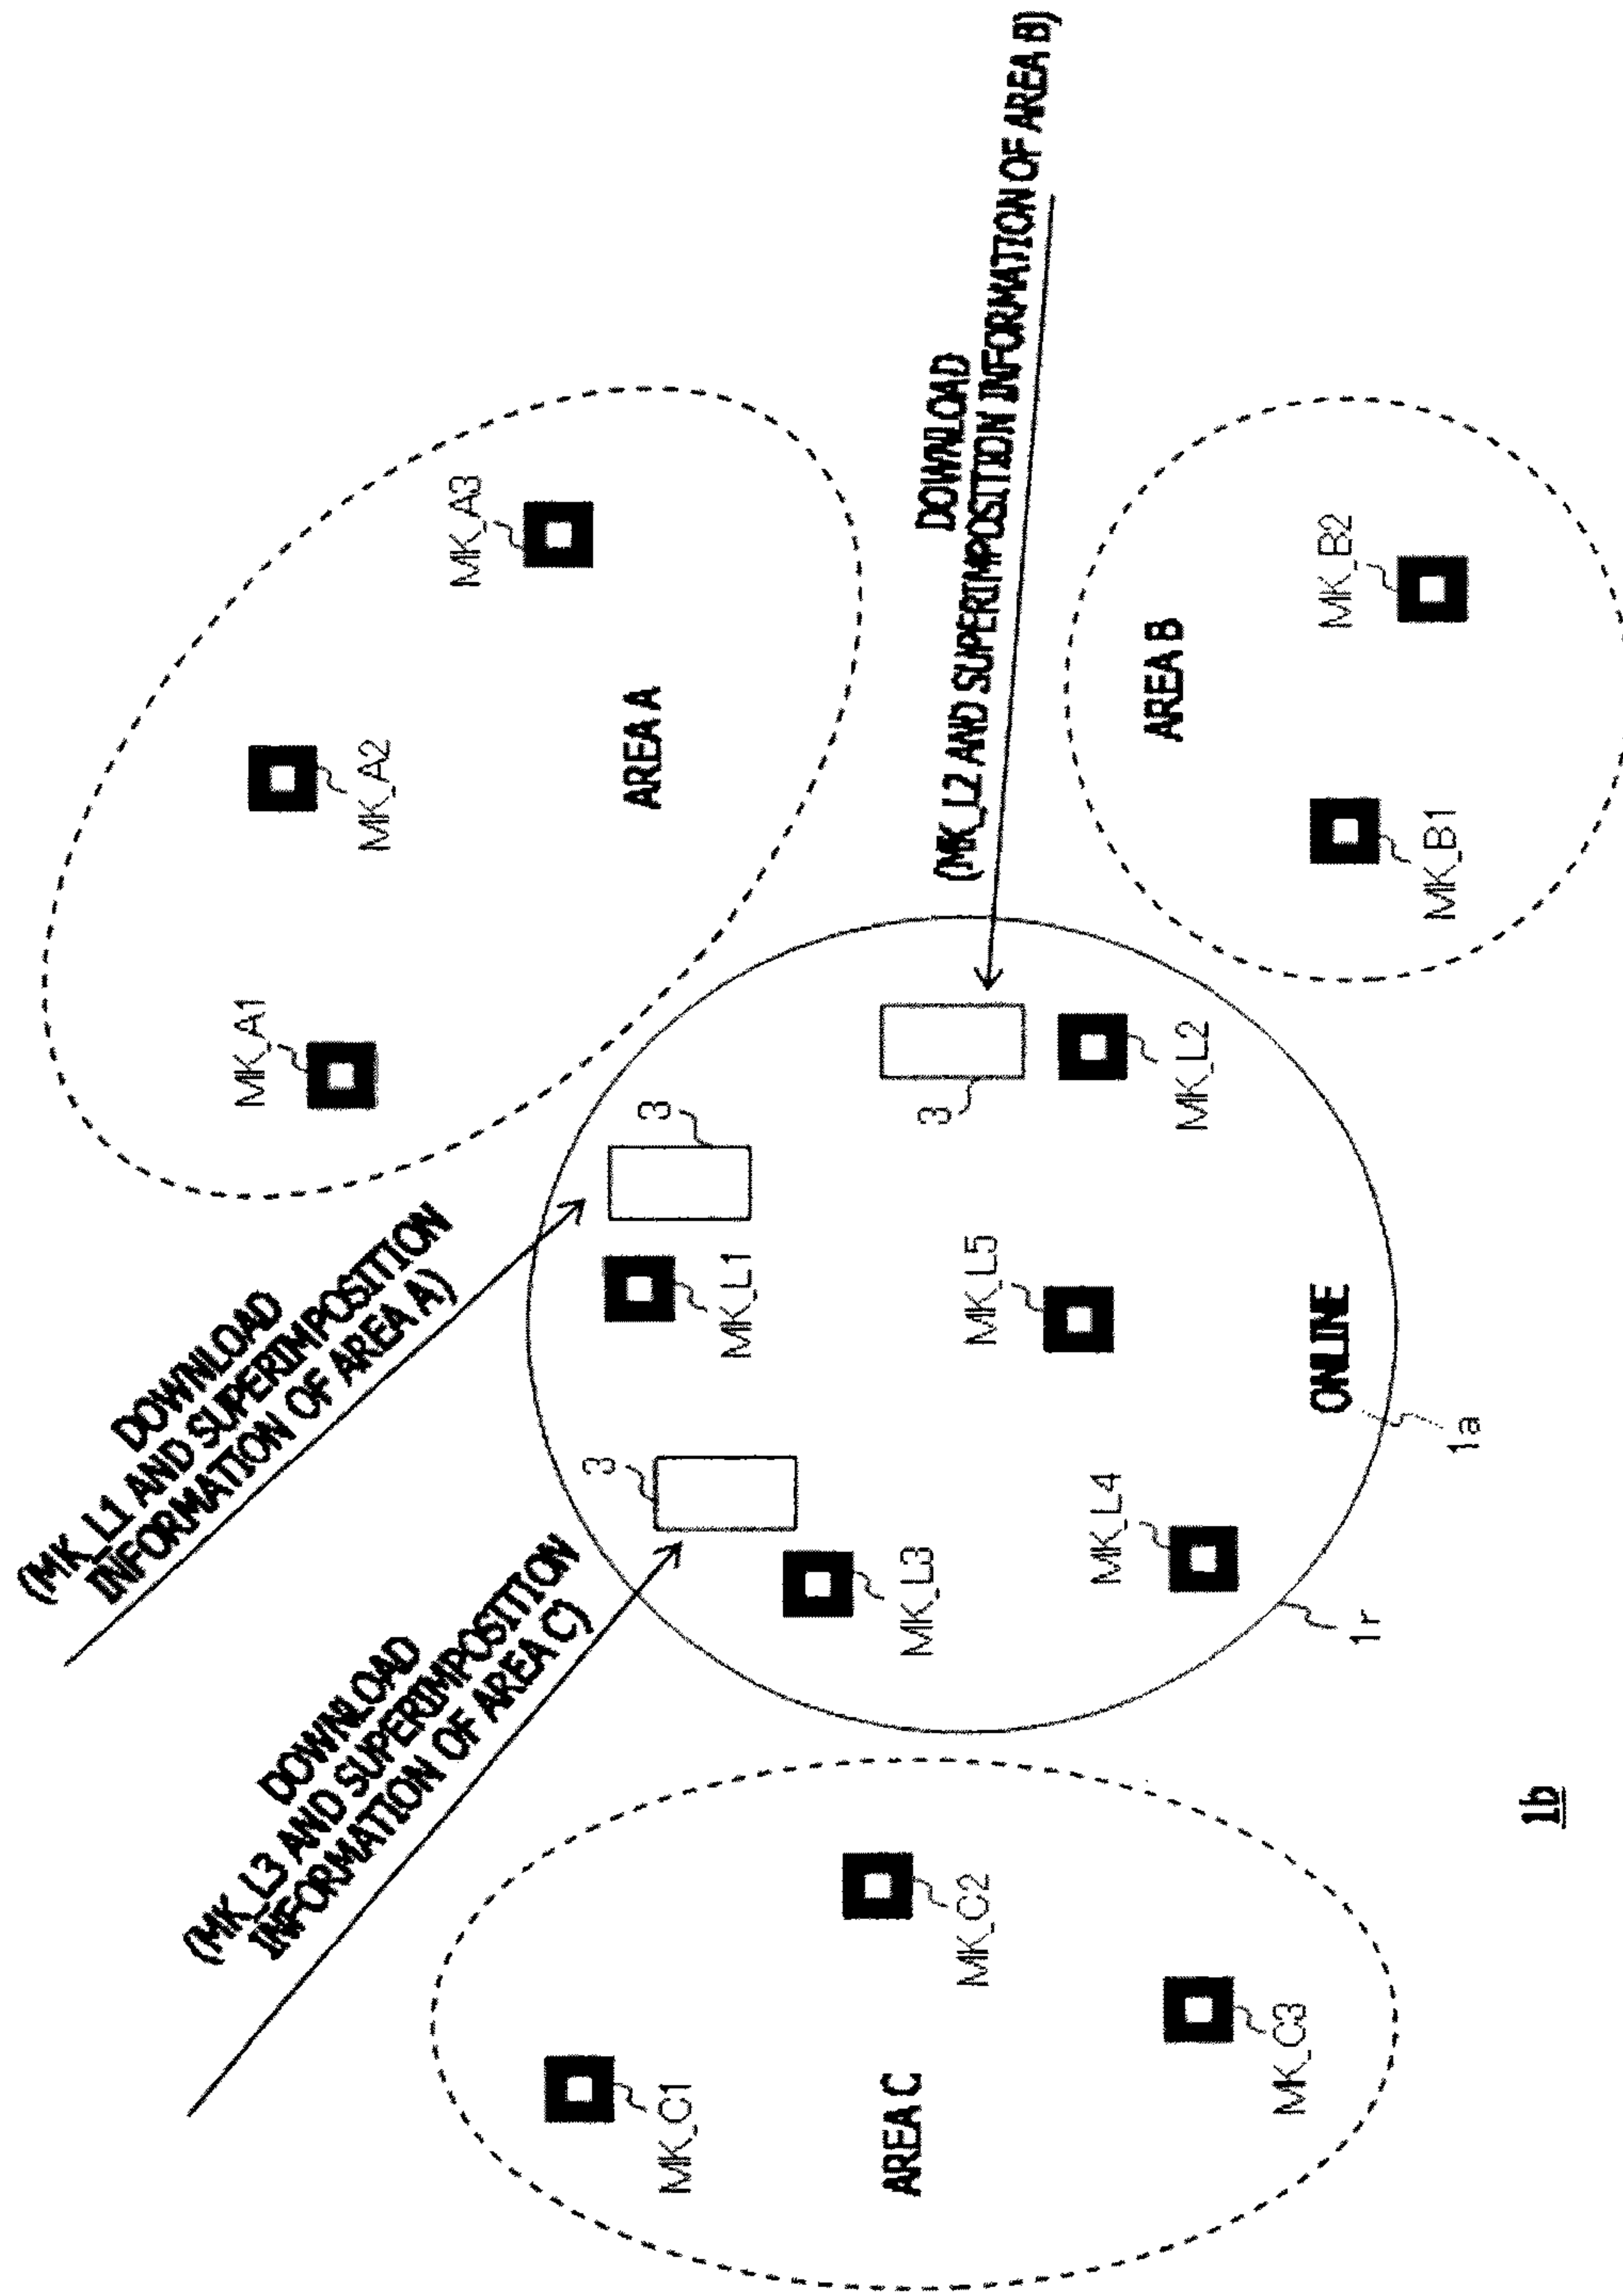 DOWNLOAD
(MK_L1 AND SUPERIMPOSITION
INFORMATION OF AREA A)
DOWNLOAD
(MK_L3 AND SUPERIMPOSITION
INFORMATION OF AREA C)
DOWNLOAD
(MK_L2 AND SUPERIMPOSITION INFORMATION OF AREA B)
MK_A1
MK_A2
MK_A3
AREA A
3
MK_L1
3
MK_L3
3
MK_L2
MK_L5
MK_L4
ONLINE
1a
1r
MK_C1
MK_C2
AREA C
MK_C3
AREA B
MK_B2
MK_B1
1b